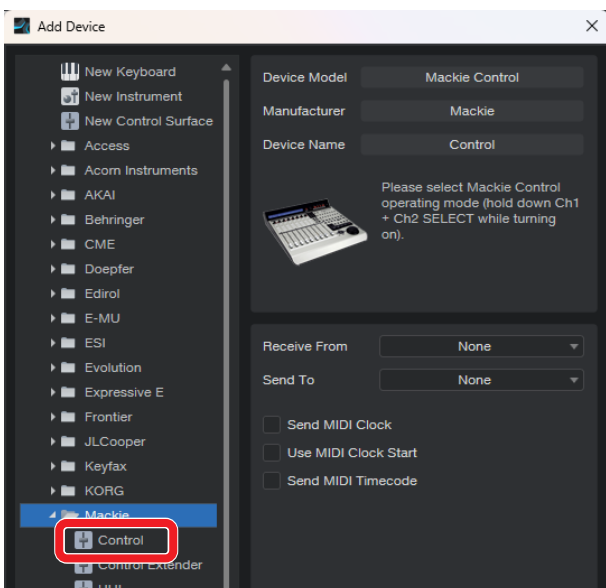 Add Device
New Keyboard
New Instrument
New Control Surface
Access
Acorn Instruments
AKAI
Behringer
CME
Doepfer
Edirol
E-MU
ESI
Evolution
Expressive E
Frontier
JLCooper
Keyfax
KORG
Mackie
Control
Control Extender
HUI
Device Model Mackie Control
Manufacturer Mackie
Device Name Control
Please select Mackie Control
operating mode (hold down Ch1
+ Ch2 SELECT while turning
on).
Receive From None
Send To None
Send MIDI Clock
Use MIDI Clock Start
Send MIDI Timecode